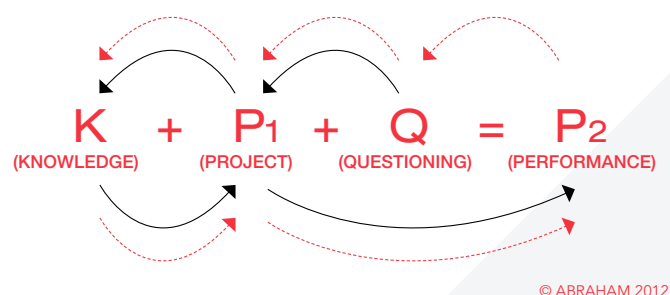 K + P1 + Q = P2
(KNOWLEDGE) (PROJECT) (QUESTIONING) (PERFORMANCE)
© ABRAHAM 2012